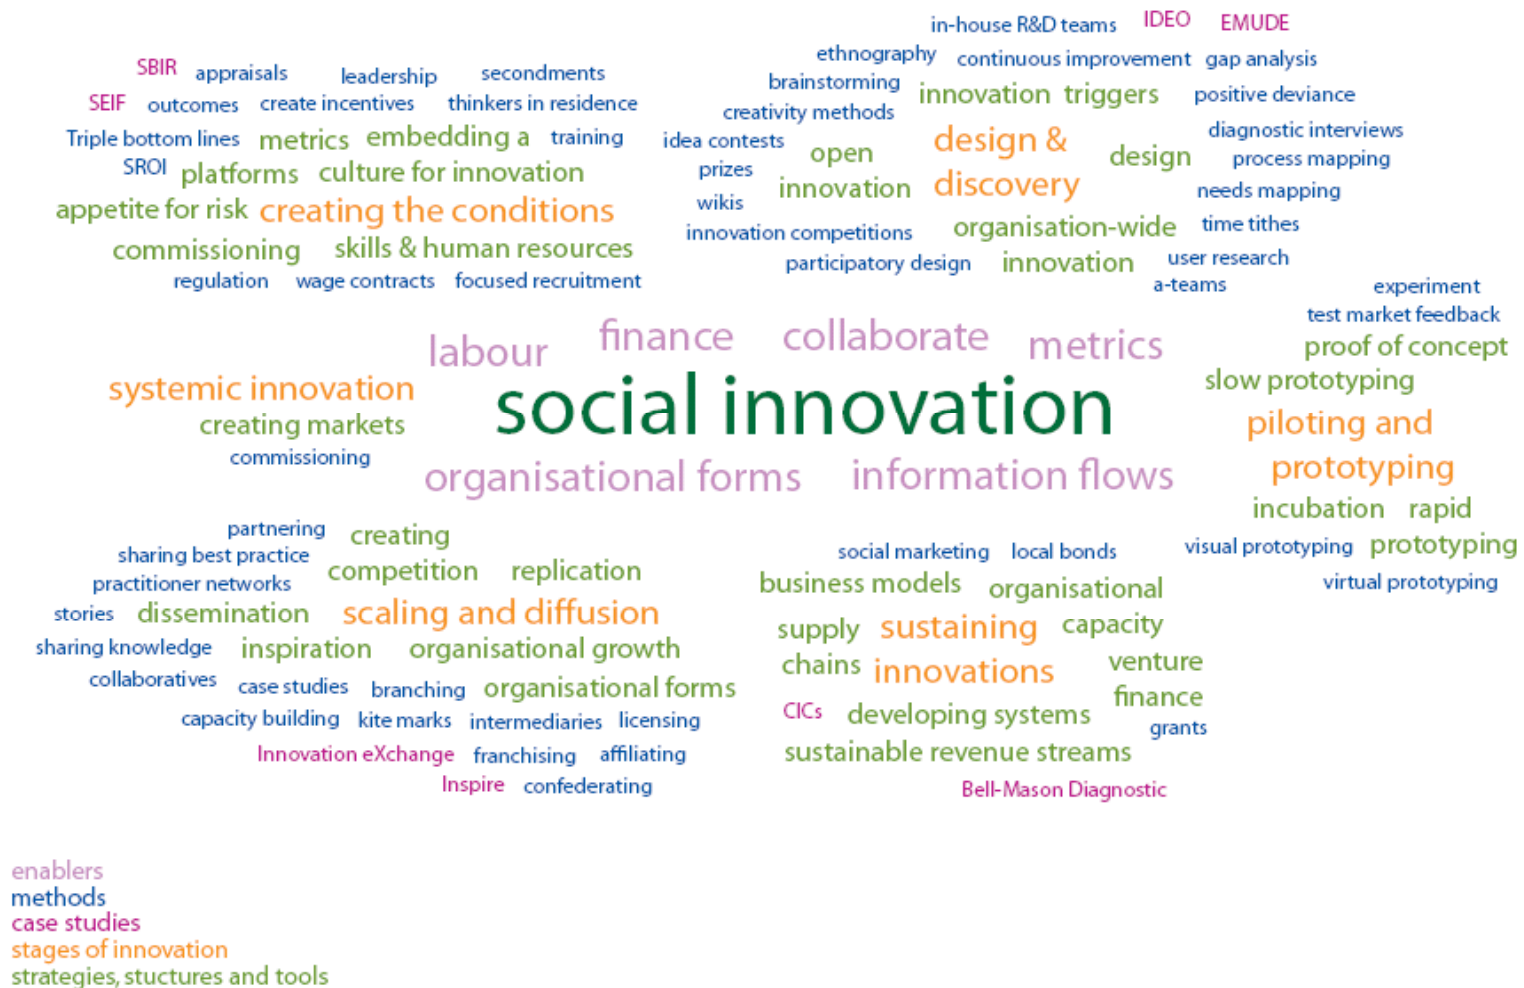 in-house R&D teams IDEO EMUDE
ethnography continuous improvement gap analysis
SBIR appraisals leadership secondments
brainstorming innovation triggers positive deviance
SEIF outcomes create incentives thinkers in residence
creativity methods
Triple bottom lines metrics embedding a training
idea contests open design & design diagnostic interviews
SROI platforms culture for innovation
prizes innovation discovery process mapping
appetite for risk creating the conditions
wikis needs mapping
commissioning skills & human resources
innovation competitions organisation-wide time tithes
regulation wage contracts focused recruitment
participatory design innovation user research
a-teams experiment
test market feedback
labour finance collaborate metrics proof of concept
systemic innovation social innovation slow prototyping
creating markets piloting and
commissioning prototyping
organisational forms information flows
incubation rapid
visual prototyping prototyping
virtual prototyping
partnering creating
sharing best practice competition replication
practitioner networks
stories dissemination scaling and diffusion
sharing knowledge inspiration organisational growth
collaboratives case studies branching organisational forms
capacity building kite marks intermediaries licensing
Innovation eXchange franchising affiliating
Inspire confederating
social marketing local bonds
business models organisational
supply sustaining capacity
chains innovations venture
finance
CICs developing systems grants
sustainable revenue streams
Bell-Mason Diagnostic
enablers
methods
case studies
stages of innovation
strategies, stuctures and tools